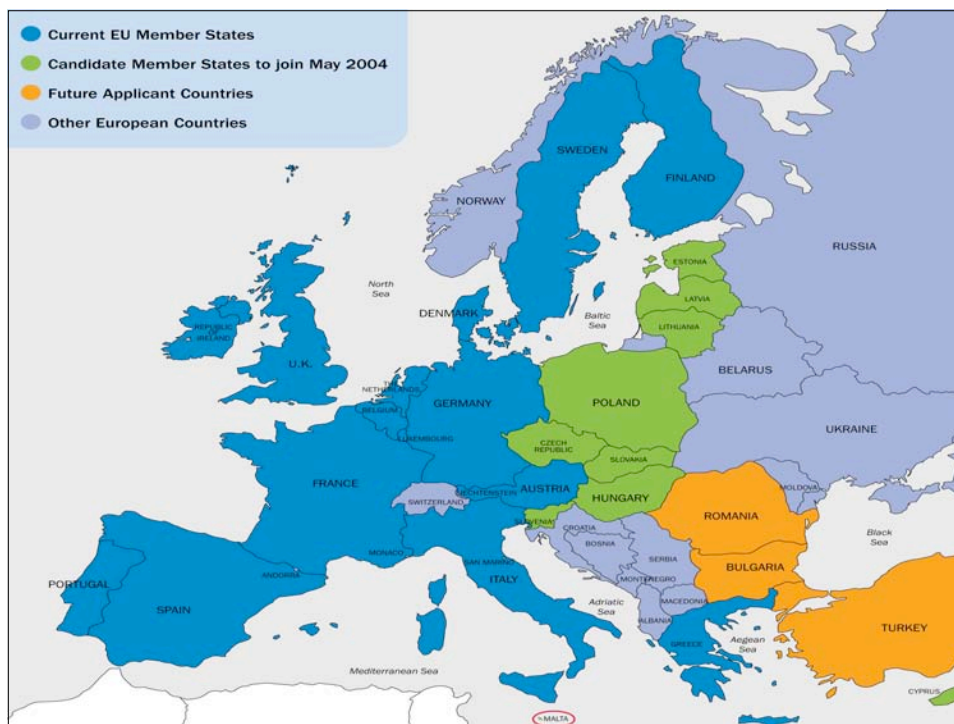 Current EU Member States
Candidate Member States to join May 2004
Future Applicant Countries
Other European Countries
SWEDEN
FINLAND
NORWAY
RUSSIA
ESTONIA
North
Sea
LATVIA
DENMARK
Baltic
Sea
LITHUANIA
REPUBLIC
OF
IRELAND
U.K.
BELARUS
THE
NETHERLANDS
GERMANY
POLAND
BELGIUM
UKRAINE
LUXEMBOURG
CZECH
REPUBLIC
SLOVAKIA
FRANCE
SWITZERLAND
LIECHTENSTEIN
AUSTRIA
HUNGARY
MOLDOVA
SLOVENIA
ROMANIA
CROATIA
Black
Sea
MONACO
SAN MARINO
BOSNIA
SERBIA
BULGARIA
ANDORRA
ITALY
MONTENEGRO
PORTUGAL
SPAIN
Adriatic
Sea
MACEDONIA
ALBANIA
TURKEY
GREECE
Aegean
Sea
Mediterranean Sea
CYPRUS
MALTA